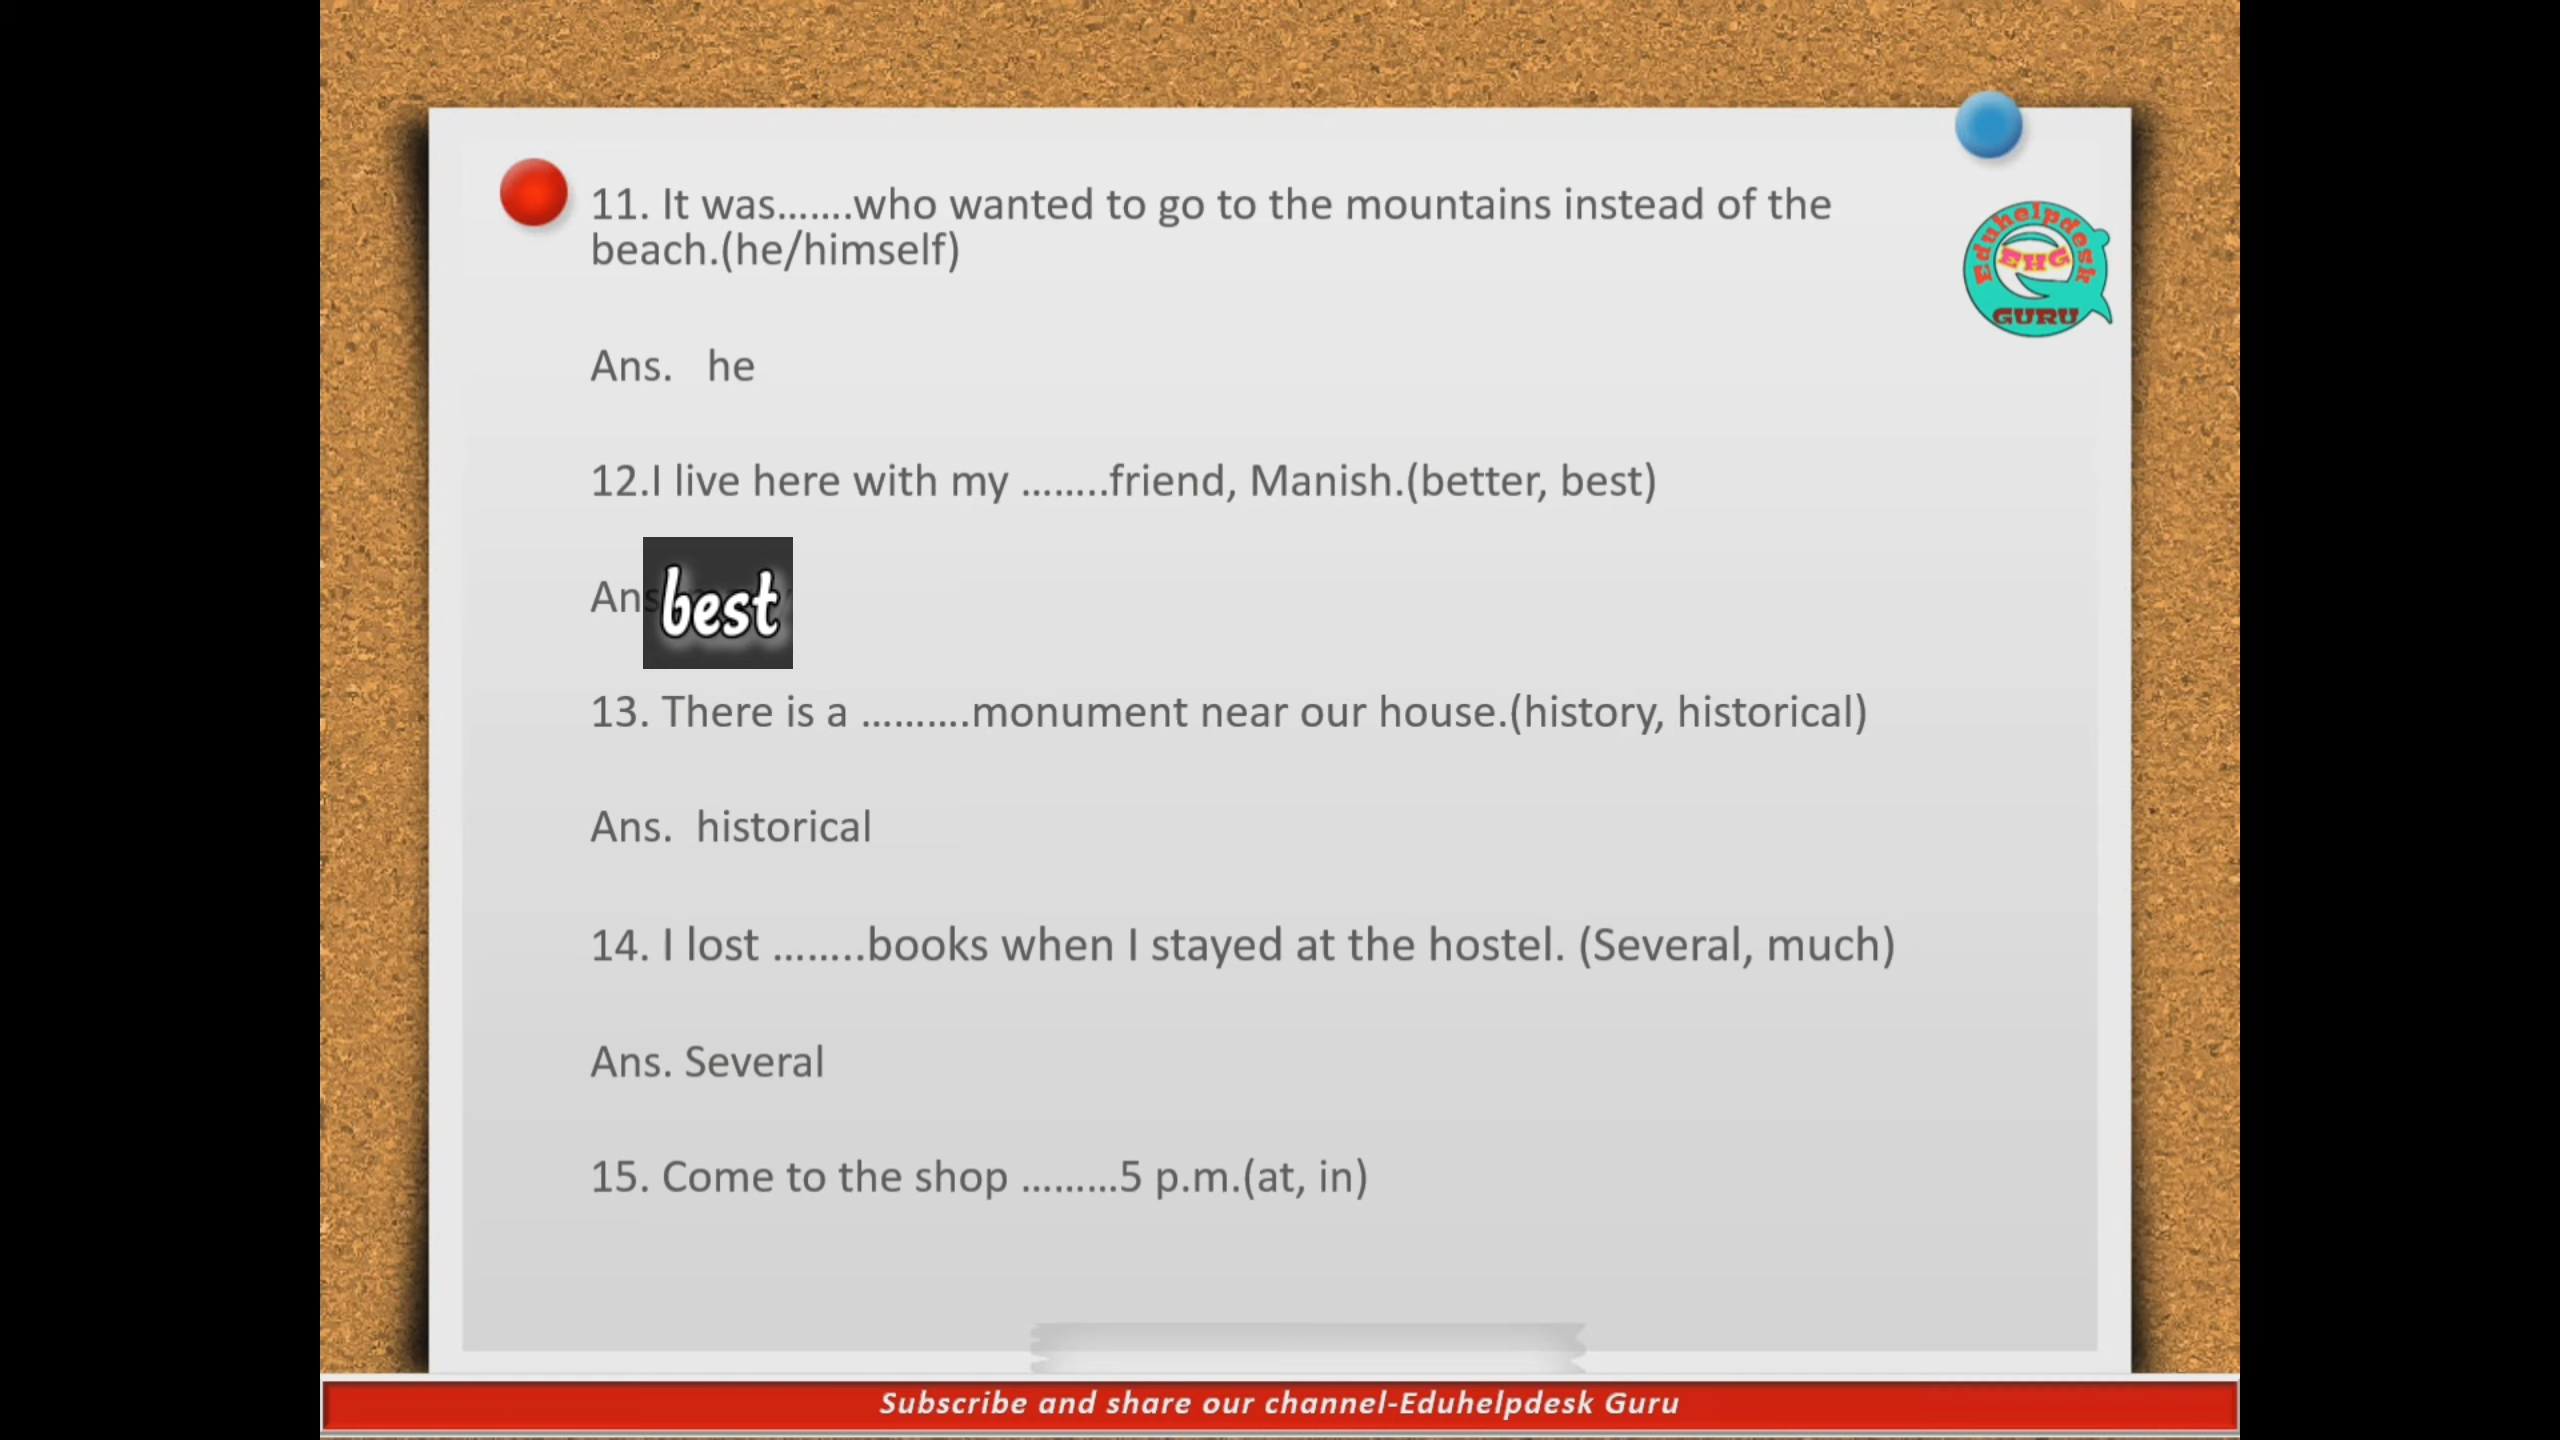 11. It was.......who wanted to go to the mountains instead of the
beach.(he/himself)
Eduhelpdesk
EHG
GURU
Ans. he
12.I live here with my ........friend, Manish.(better, best)
Ans best
13. There is a ..........monument near our house.(history, historical)
Ans. historical
14. I lost ........books when I stayed at the hostel. (Several, much)
Ans. Several
15. Come to the shop .........5 p.m.(at, in)
Subscribe and share our channel-Eduhelpdesk Guru